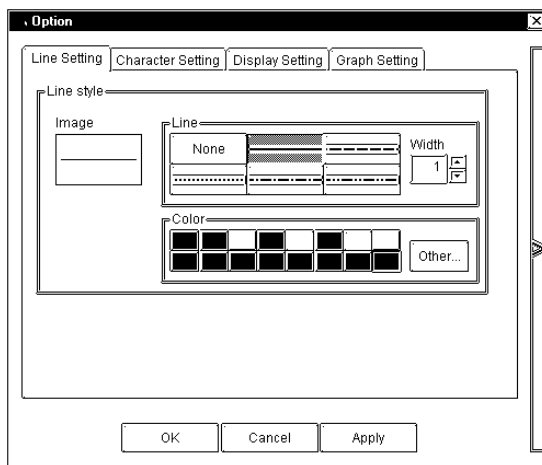 Option
Line Setting Character Setting Display Setting Graph Setting
Line style
Image
Line
None
Width
1
Color
Other...
OK Cancel Apply